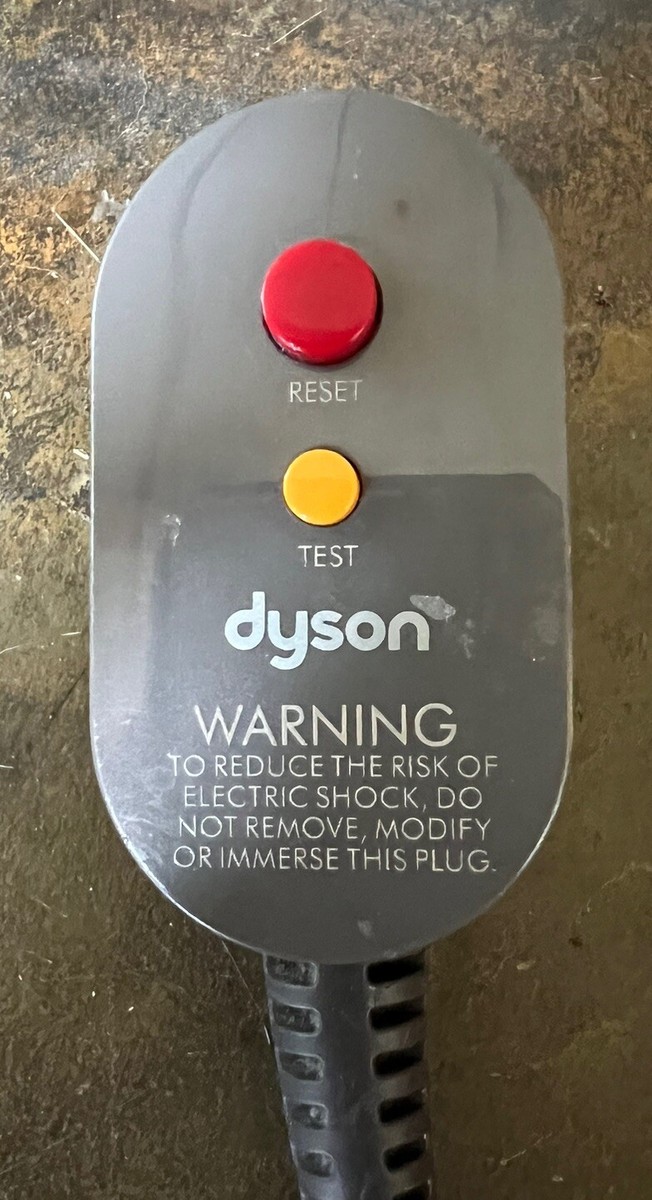 RESET
TEST
dyson
WARNING
TO REDUCE THE RISK OF
ELECTRIC SHOCK, DO
NOT REMOVE, MODIFY
OR IMMERSE THIS PLUG.